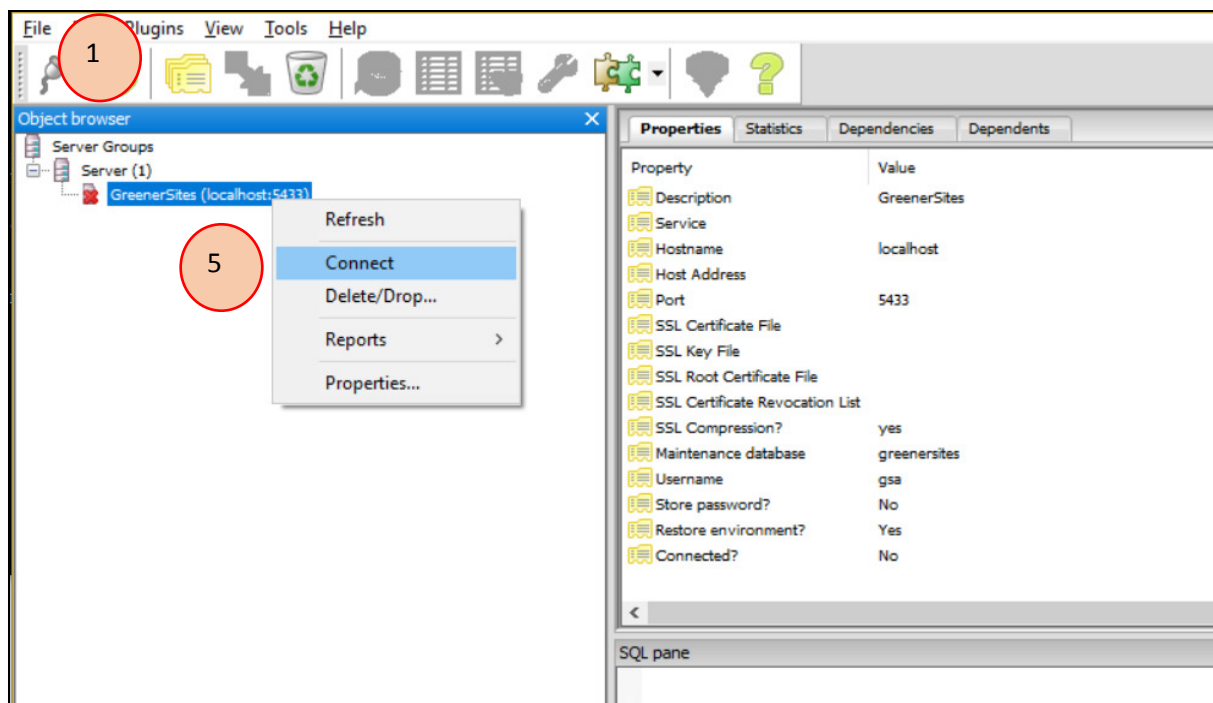 File Plugins View Tools Help
1
Object browser
Server Groups
Server (1)
GreenerSites (localhost:5433)
5
Refresh
Connect
Delete/Drop...
Reports
Properties...
Properties Statistics Dependencies Dependents
Property Value
Description GreenerSites
Service
Hostname localhost
Host Address
Port 5433
SSL Certificate File
SSL Key File
SSL Root Certificate File
SSL Certificate Revocation List
SSL Compression? yes
Maintenance database greenersites
Username gsa
Store password? No
Restore environment? Yes
Connected? No
SQL pane